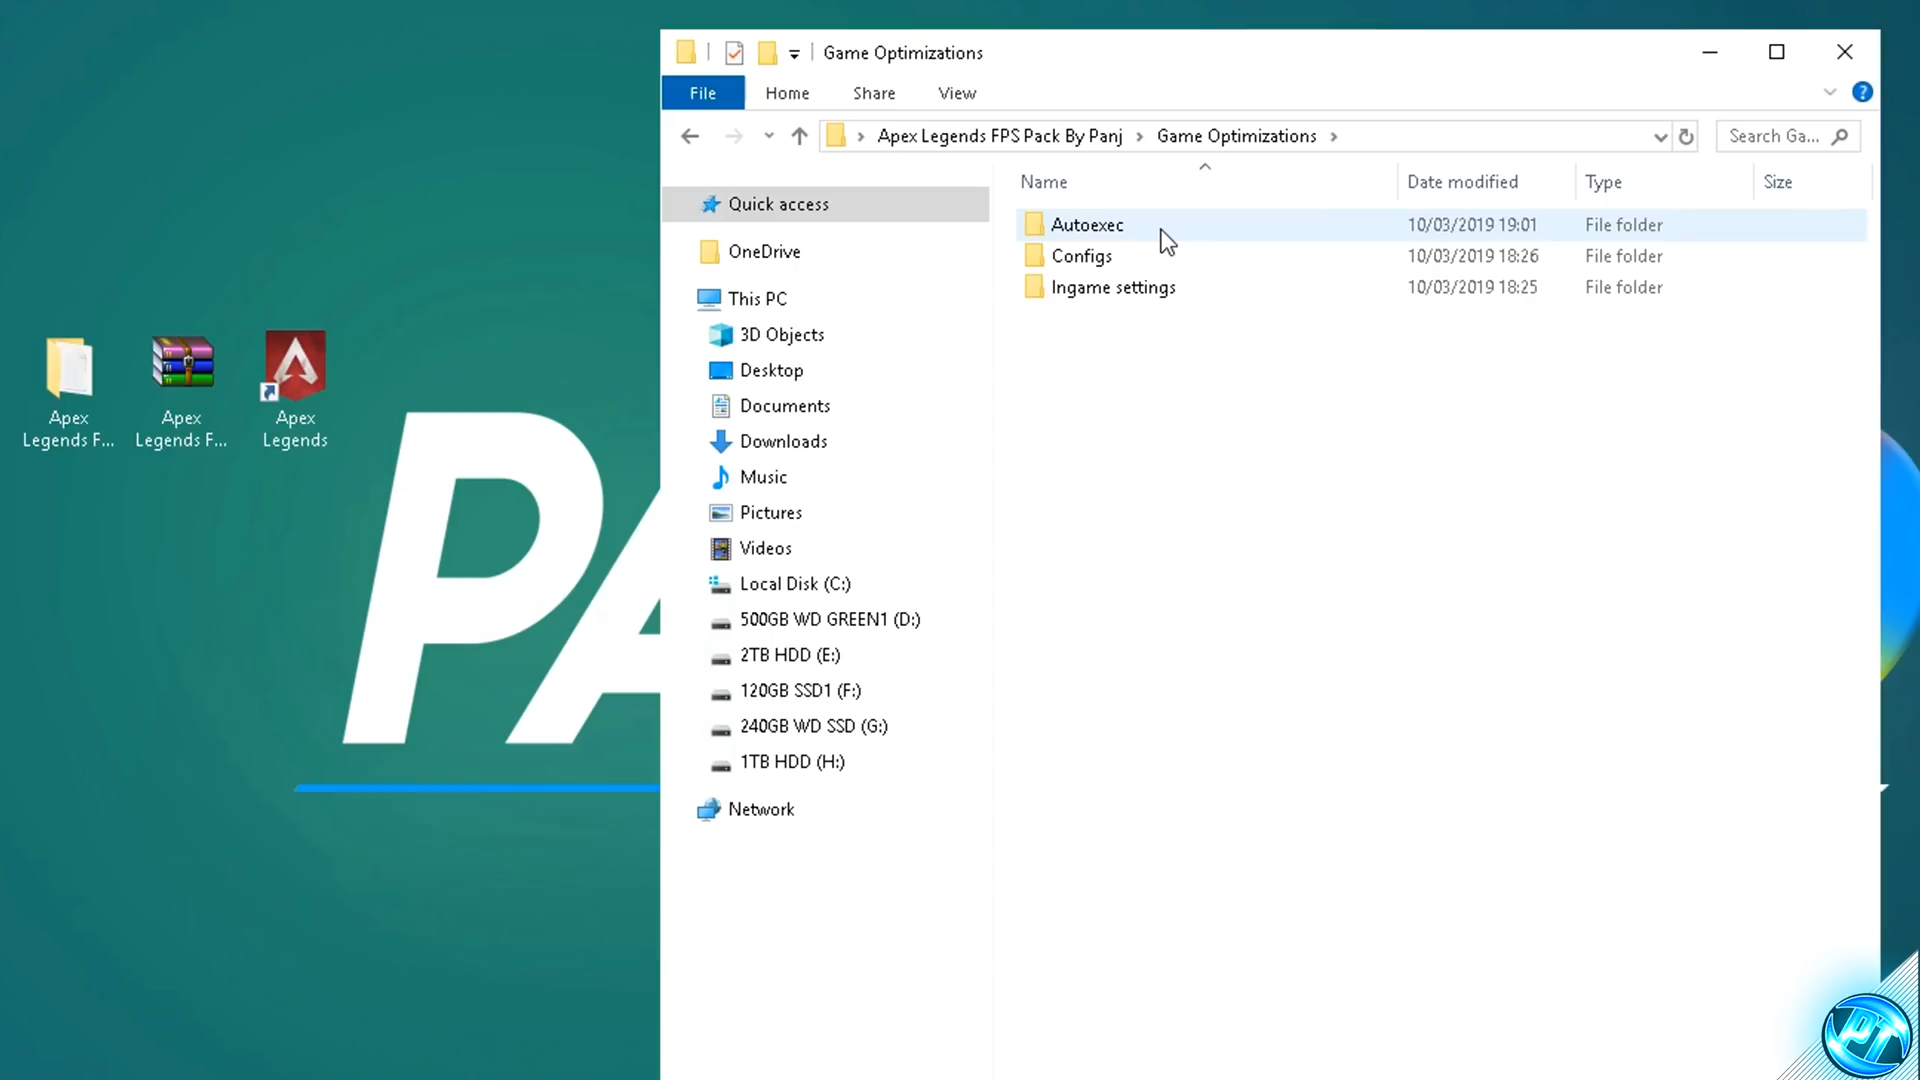 Game Optimizations
File Home Share View
Apex Legends FPS Pack By Panj Game Optimizations
Search Ga...
Name Date modified Type Size
Quick access
Autoexec 10/03/2019 19:01 File folder
OneDrive
Configs 10/03/2019 18:26 File folder
Ingame settings 10/03/2019 18:25 File folder
This PC
3D Objects
Desktop
Documents
Downloads
Music
Pictures
Videos
Local Disk (C:)
500GB WD GREEN1 (D:)
2TB HDD (E:)
120GB SSD1 (F:)
240GB WD SSD (G:)
1TB HDD (H:)
Network
Apex
Legends F...
Apex
Legends F...
Apex
Legends
PA
PT